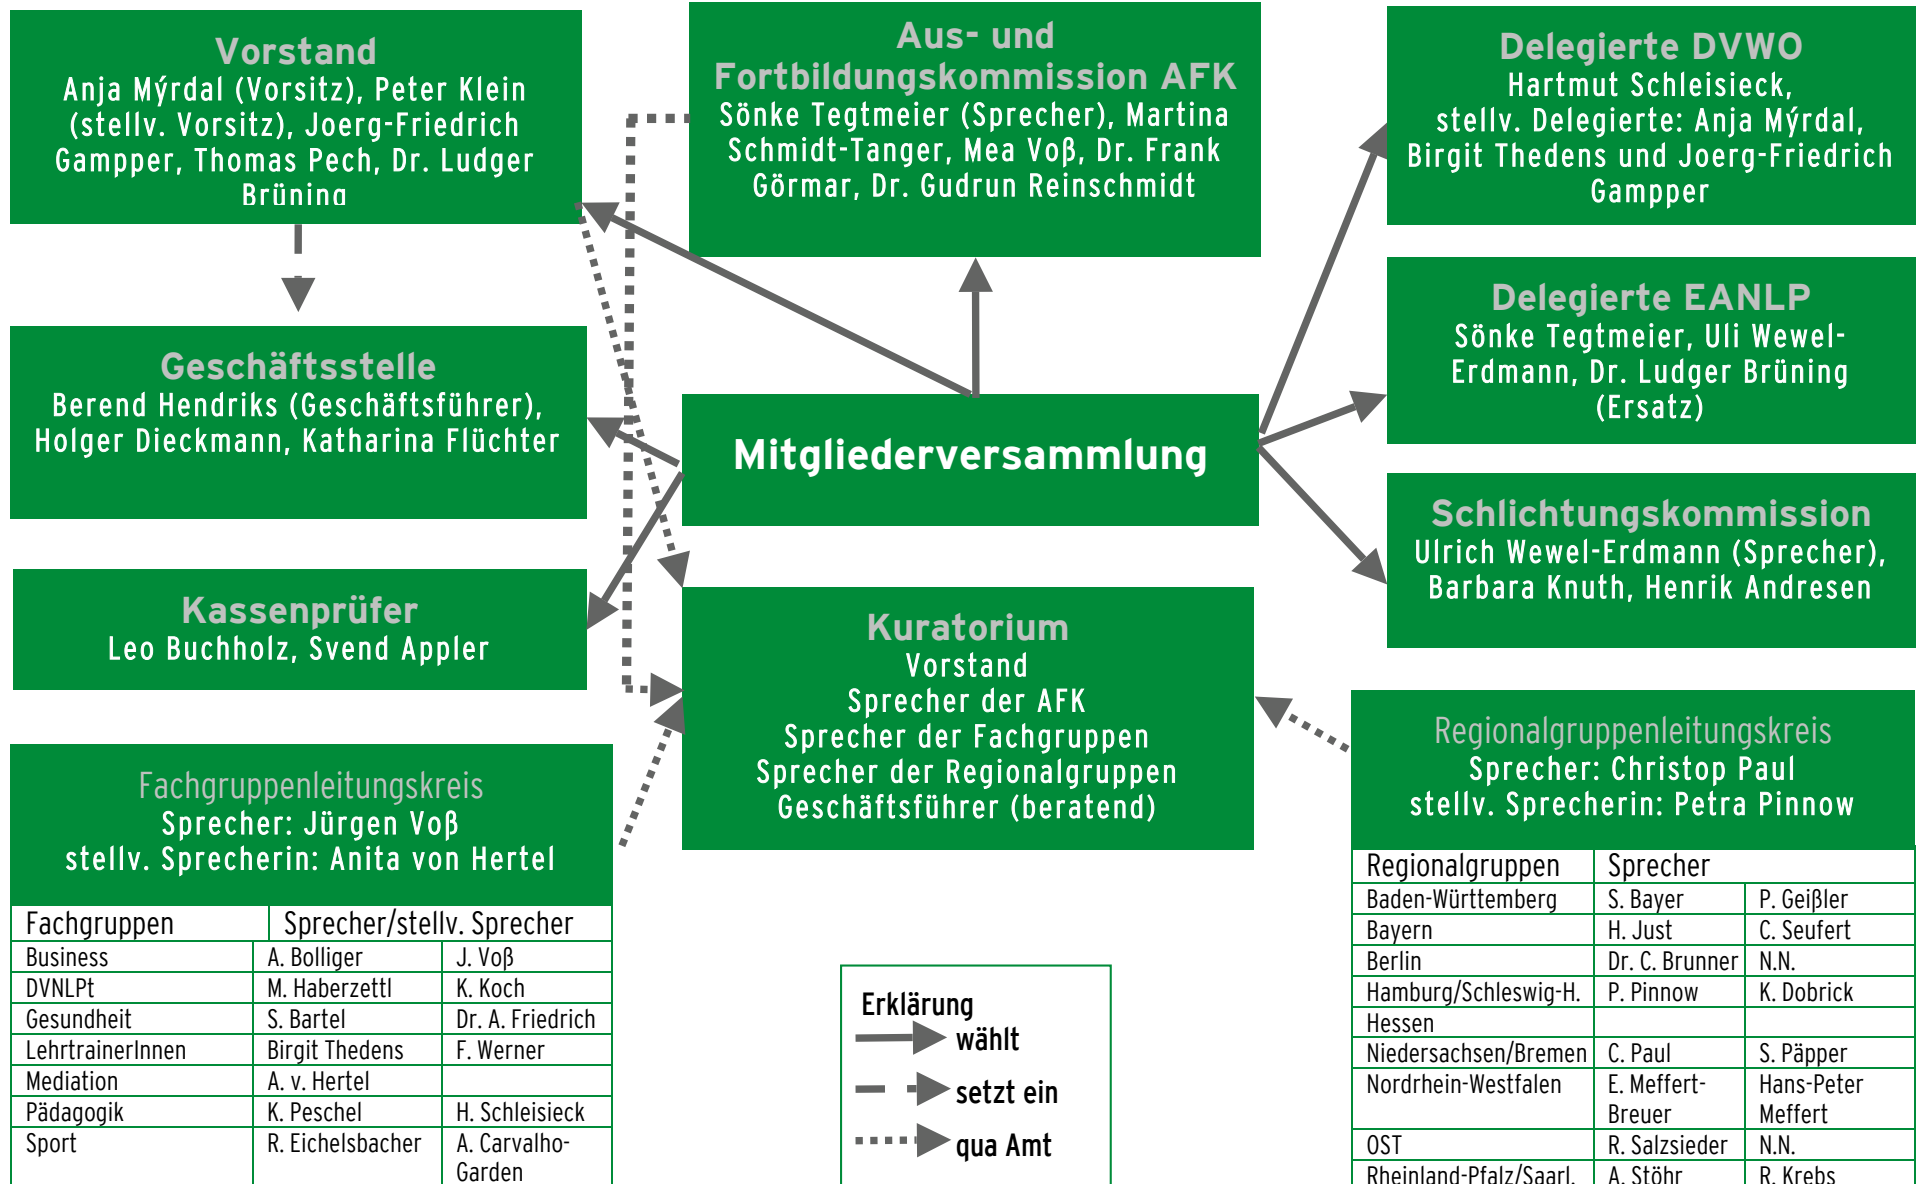 Vorstand
Anja Mýrdal (Vorsitz), Peter Klein
(stellv. Vorsitz), Joerg-Friedrich
Gampper, Thomas Pech, Dr. Ludger
Brüning
Aus- und
Fortbildungskommission AFK
Sönke Tegtmeier (Sprecher), Martina
Schmidt-Tanger, Mea Voß, Dr. Frank
Görmar, Dr. Gudrun Reinschmidt
Delegierte DVWO
Hartmut Schleisieck,
stellv. Delegierte: Anja Mýrdal,
Birgit Thedens und Joerg-Friedrich
Gampper
Geschäftsstelle
Berend Hendriks (Geschäftsführer),
Holger Dieckmann, Katharina Flüchter
Mitgliederversammlung
Delegierte EANLP
Sönke Tegtmeier, Uli Wewel-
Erdmann, Dr. Ludger Brüning
(Ersatz)
Schlichtungskommission
Ulrich Wewel-Erdmann (Sprecher),
Barbara Knuth, Henrik Andresen
Kassenprüfer
Leo Buchholz, Svend Appler
Kuratorium
Vorstand
Sprecher der AFK
Sprecher der Fachgruppen
Sprecher der Regionalgruppen
Geschäftsführer (beratend)
Fachgruppenleitungskreis
Sprecher: Jürgen Voß
stellv. Sprecherin: Anita von Hertel
Fachgruppen Sprecher/stellv. Sprecher
Business A. Bolliger J. Voß
DVNLPt M. Haberzettl K. Koch
Gesundheit S. Bartel Dr. A. Friedrich
LehrtrainerInnen Birgit Thedens F. Werner
Mediation A. v. Hertel
Pädagogik K. Peschel H. Schleisieck
Sport R. Eichelsbacher A. Carvalho-
Garden
Erklärung
wählt
setzt ein
qua Amt
Regionalgruppenleitungskreis
Sprecher: Christop Paul
stellv. Sprecherin: Petra Pinnow
Regionalgruppen Sprecher
Baden-Württemberg S. Bayer P. Geißler
Bayern H. Just C. Seufert
Berlin Dr. C. Brunner N.N.
Hamburg/Schleswig-H. P. Pinnow K. Dobrick
Hessen
Niedersachsen/Bremen C. Paul S. Päpper
Nordrhein-Westfalen E. Meffert- Hans-Peter
Breuer Meffert
OST R. Salzsieder N.N.
Rheinland-Pfalz/Saarl. A. Stöhr R. Krebs